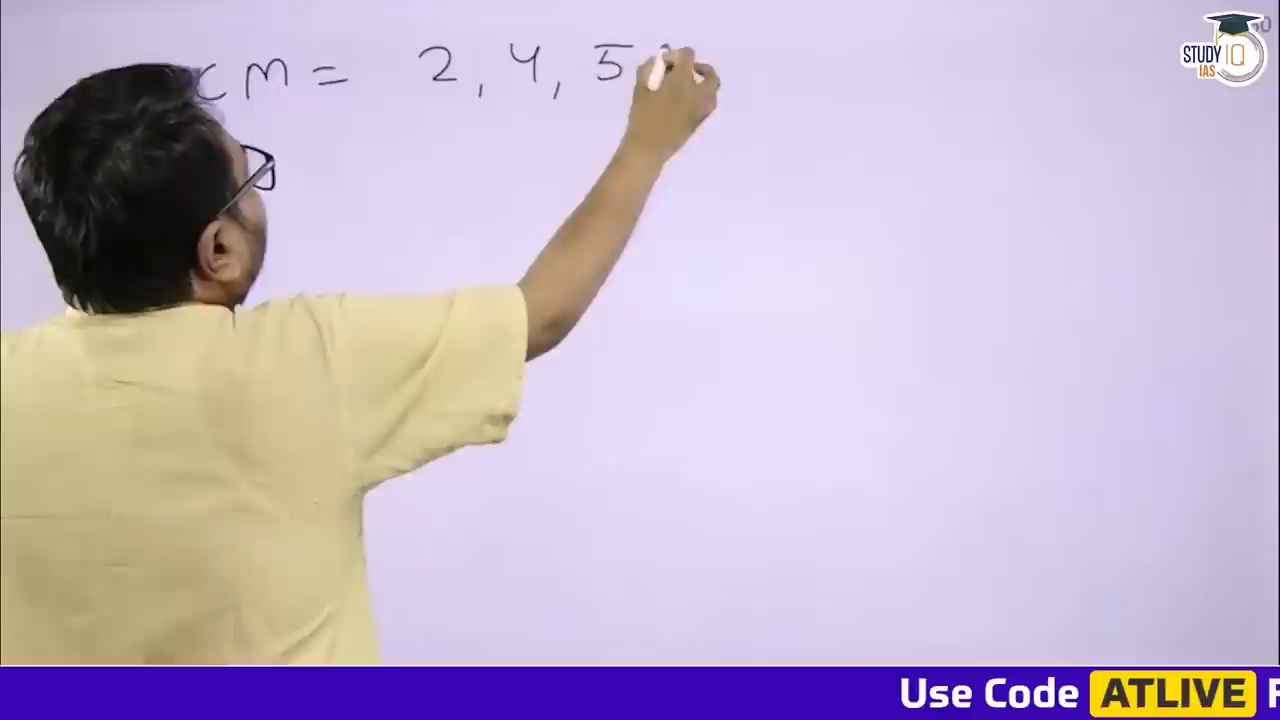 CM = 2, 4, 5
STUDY IQ
IAS
Use Code ATLIVE